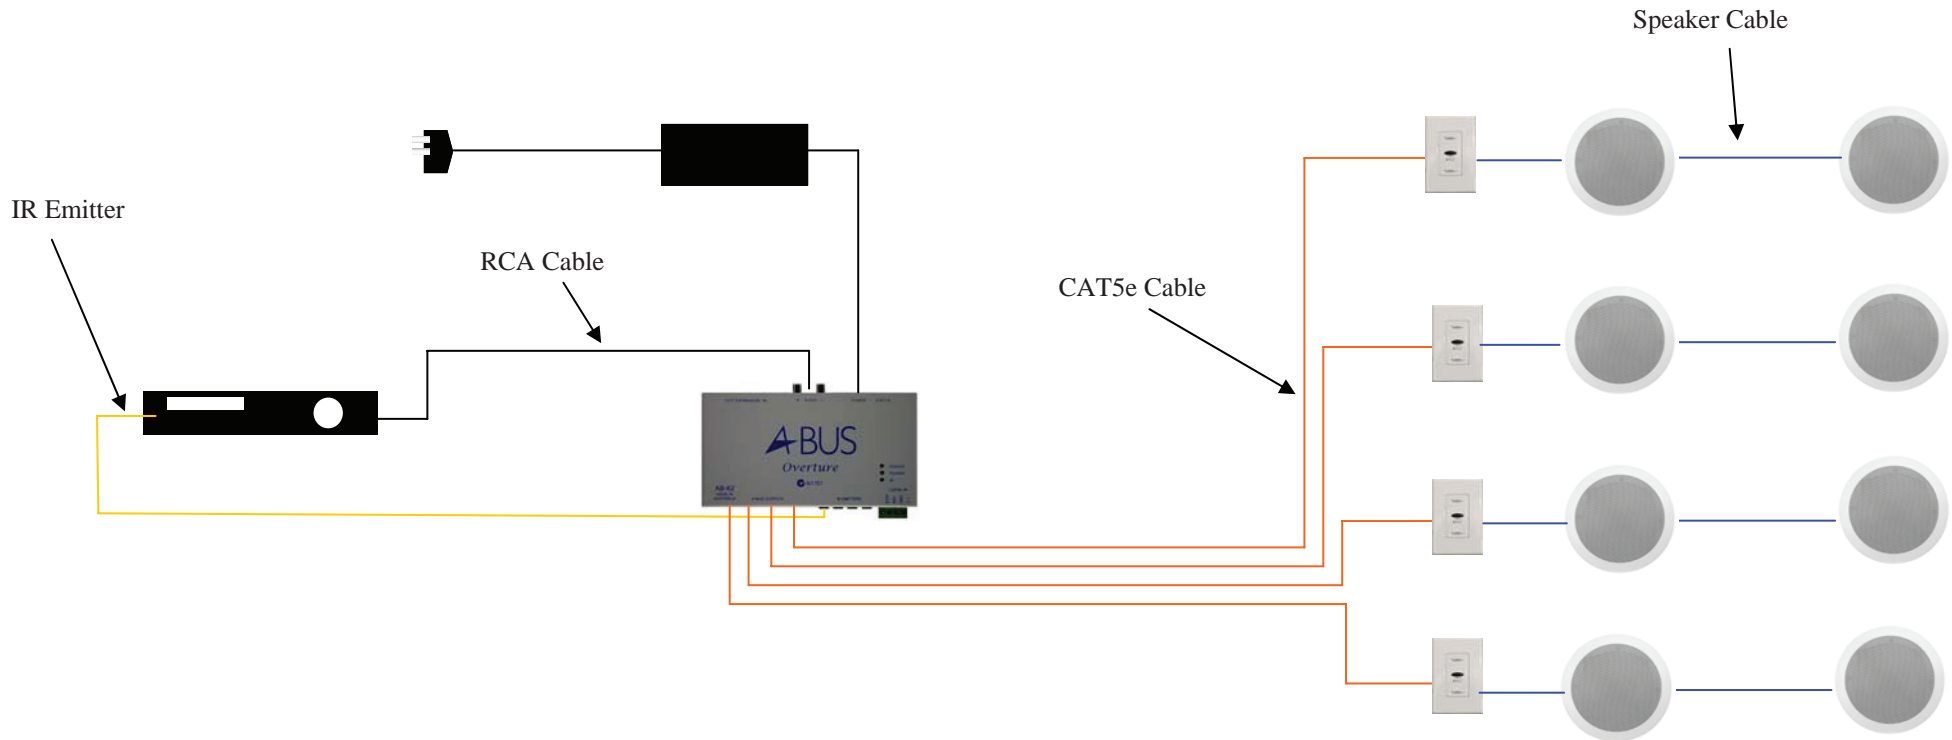 Speaker Cable
IR Emitter
RCA Cable
CAT5e Cable
A-BUS
Overture